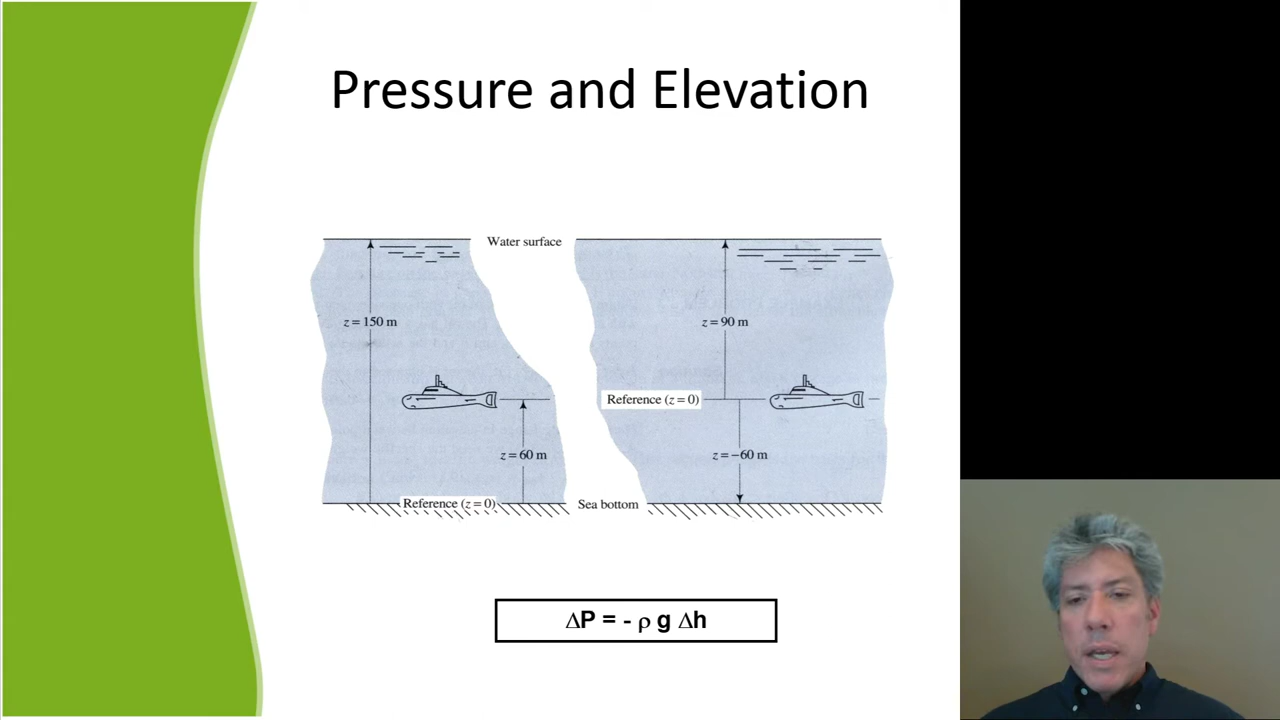 Pressure and Elevation
Water surface
z = 150 m
z = 90 m
Reference (z = 0)
z = 60 m
z = −60 m
Reference (z = 0)
Sea bottom
ΔP = - ρ g Δh